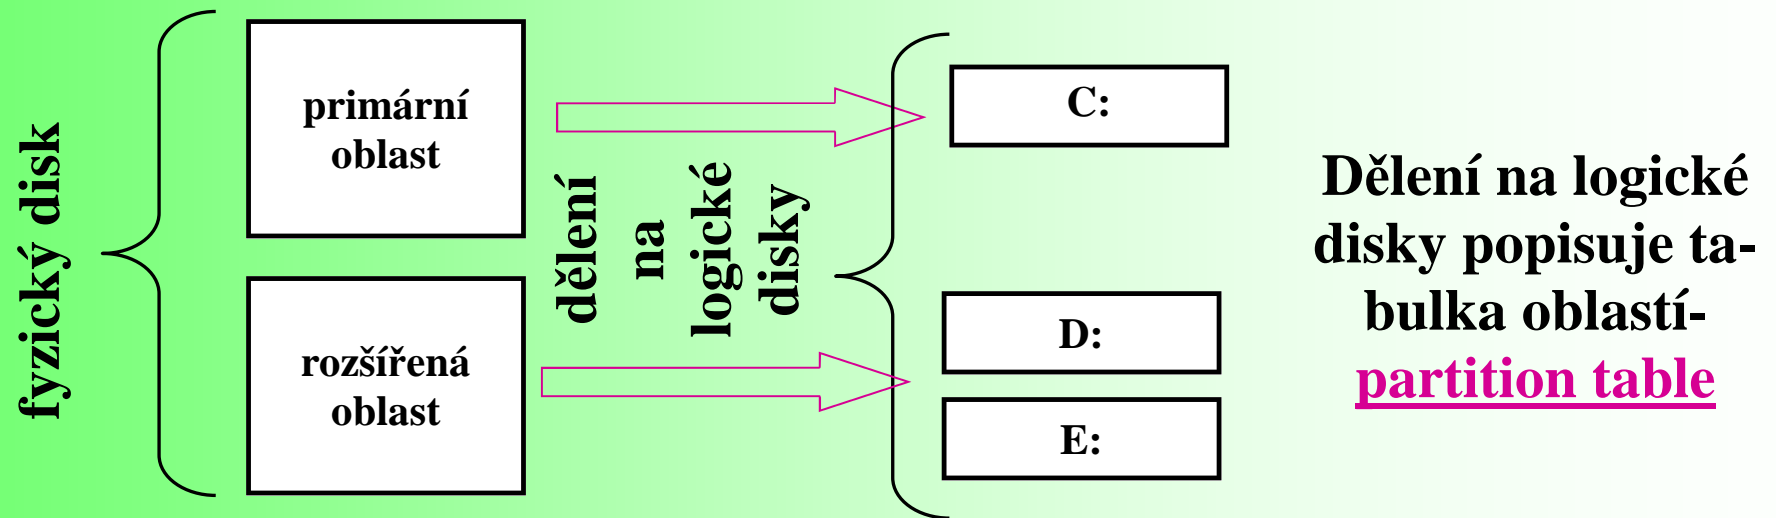 fyzický disk
primární
oblast
rozšířená
oblast
dělení
na
logické
disky
C:
D:
E:
Dělení na logické
disky popisuje ta-
bulka oblastí-
partition table